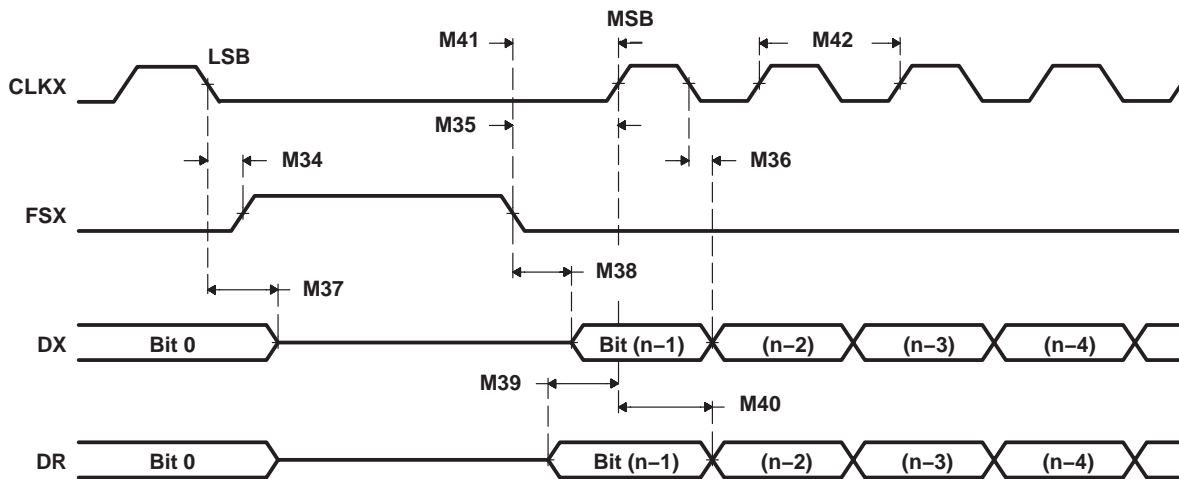 MSB
LSB
M41
M42
CLKX
M35
M34
M36
FSX
M38
M37
DX
Bit 0
Bit (n−1)
(n−2)
(n−3)
(n−4)
M39
M40
DR
Bit 0
Bit (n−1)
(n−2)
(n−3)
(n−4)